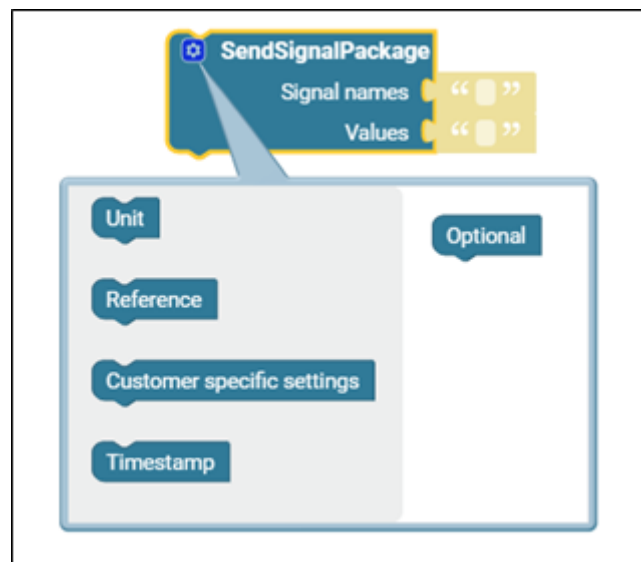 SendSignalPackage
Signal names “ ”
Values “ ”
Unit
Optional
Reference
Customer specific settings
Timestamp